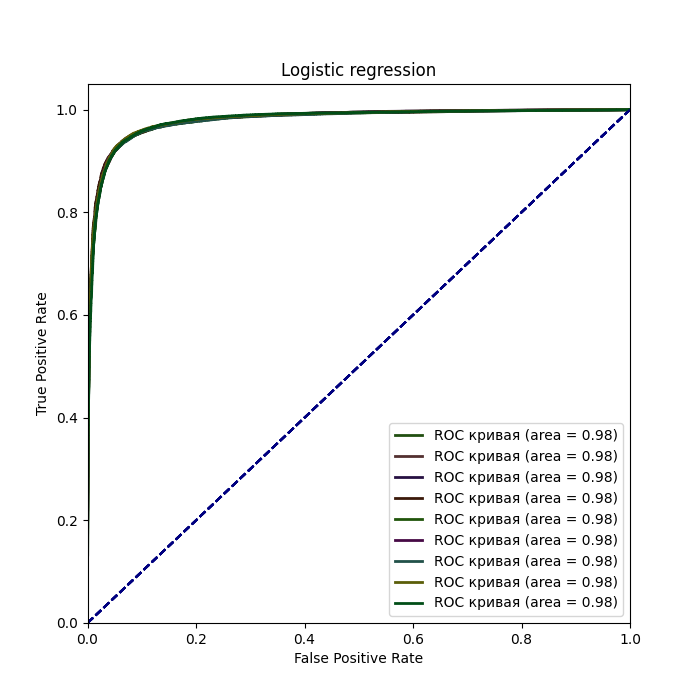 Logistic regression
True Positive Rate
1.0
0.8
0.6
0.4
0.2
0.0
ROC кривая (area = 0.98)
ROC кривая (area = 0.98)
ROC кривая (area = 0.98)
ROC кривая (area = 0.98)
ROC кривая (area = 0.98)
ROC кривая (area = 0.98)
ROC кривая (area = 0.98)
ROC кривая (area = 0.98)
ROC кривая (area = 0.98)
0.0 0.2 0.4 0.6 0.8 1.0
False Positive Rate